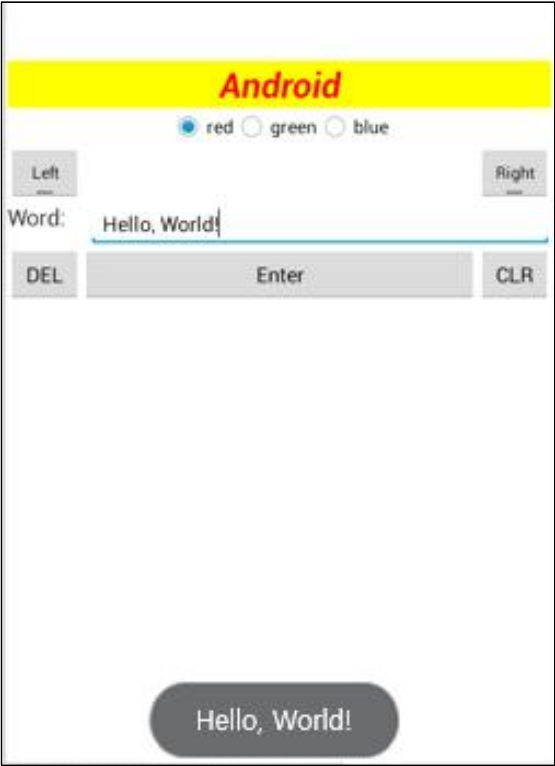 Android
red green blue
Left Right
Word: Hello, World!
DEL Enter CLR
Hello, World!